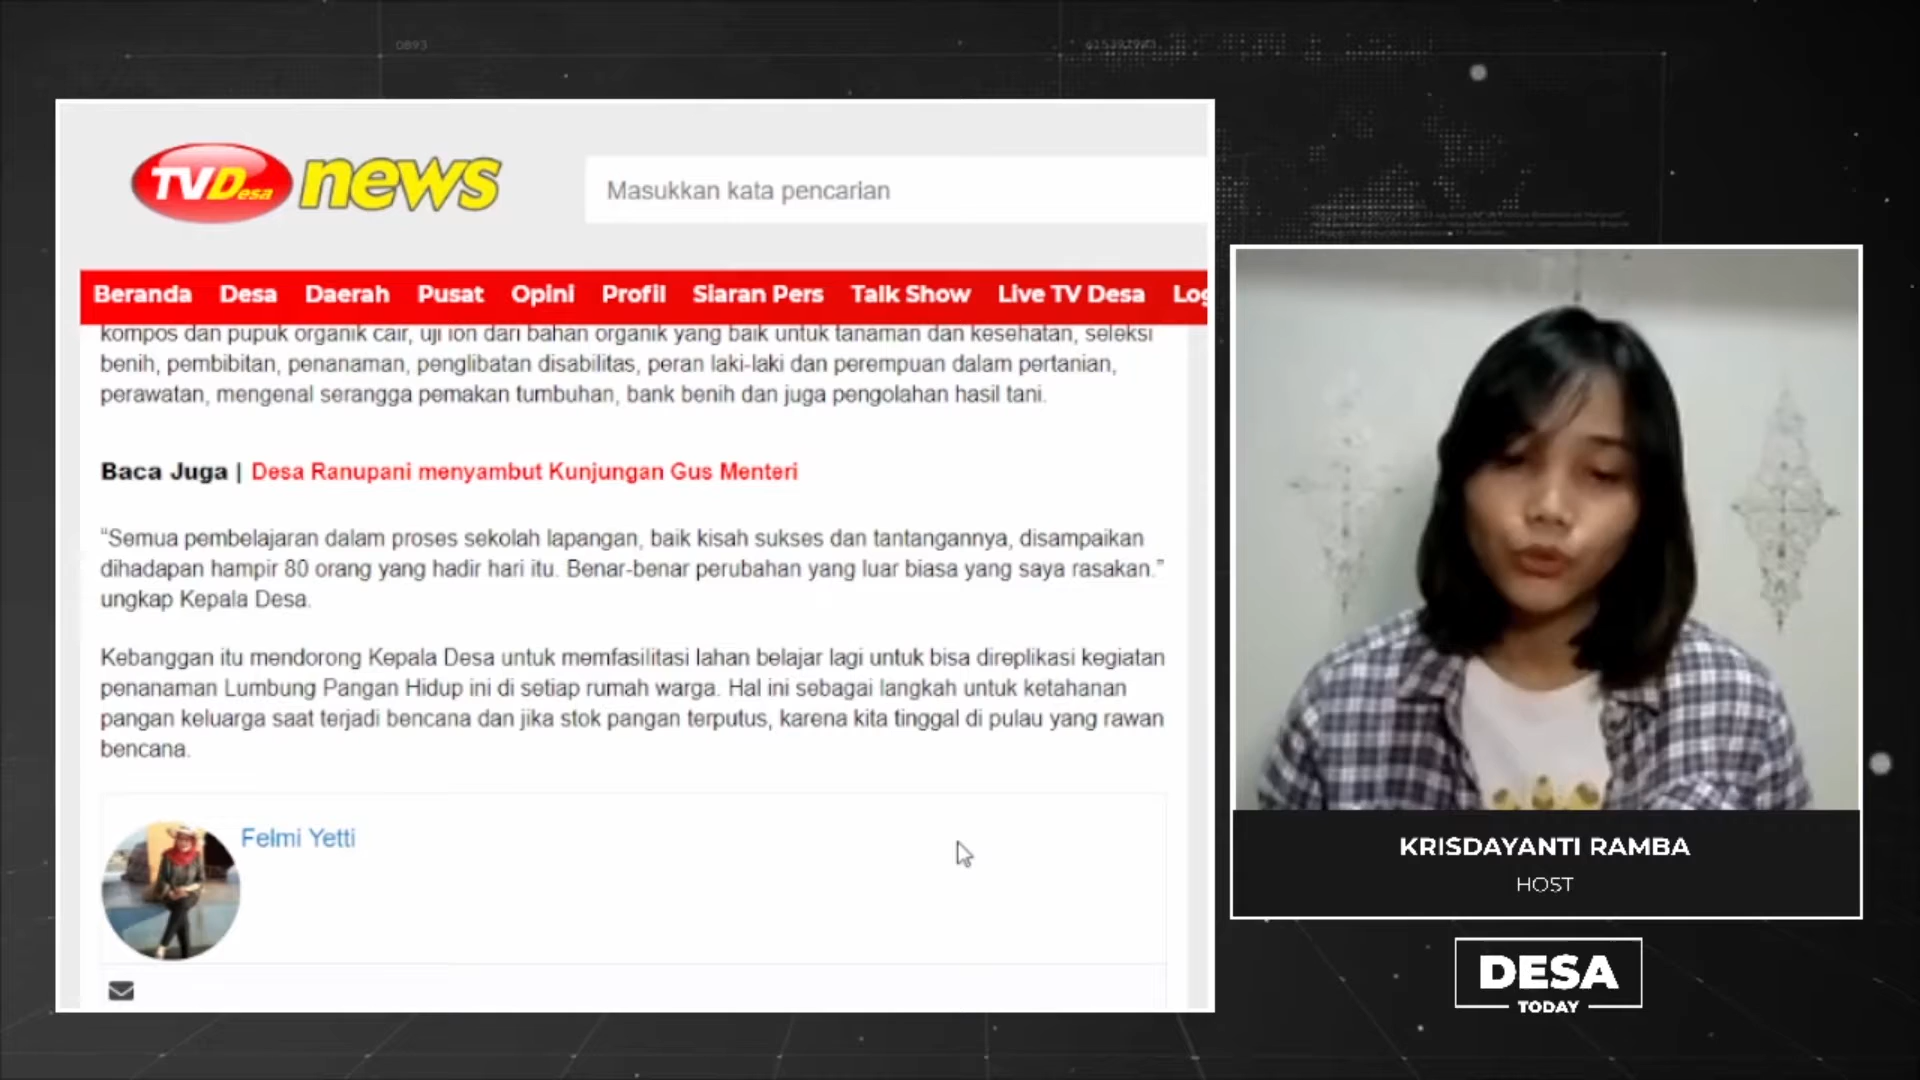 0893
TVDesa news
Masukkan kata pencarian
Beranda Desa Daerah Pusat Opini Profil Siaran Pers Talk Show Live TV Desa
kompos dan pupuk organik cair, uji ion dari bahan organik yang baik untuk tanaman dan kesehatan, seleksi
benih, pembibitan, penanaman, penglibatan disabilitas, peran laki-laki dan perempuan dalam pertanian,
perawatan, mengenal serangga pemakan tumbuhan, bank benih dan juga pengolahan hasil tani.
Baca Juga | Desa Ranupani menyambut Kunjungan Gus Menteri
“Semua pembelajaran dalam proses sekolah lapangan, baik kisah sukses dan tantangannya, disampaikan
dihadapan hampir 80 orang yang hadir hari itu. Benar-benar perubahan yang luar biasa yang saya rasakan.”
ungkap Kepala Desa.
Kebanggan itu mendorong Kepala Desa untuk memfasilitasi lahan belajar lagi untuk bisa direplikasi kegiatan
penanaman Lumbung Pangan Hidup ini di setiap rumah warga. Hal ini sebagai langkah untuk ketahanan
pangan keluarga saat terjadi bencana dan jika stok pangan terputus, karena kita tinggal di pulau yang rawan
bencana.
Felmi Yetti
KRISDAYANTI RAMBA
HOST
DESA
TODAY